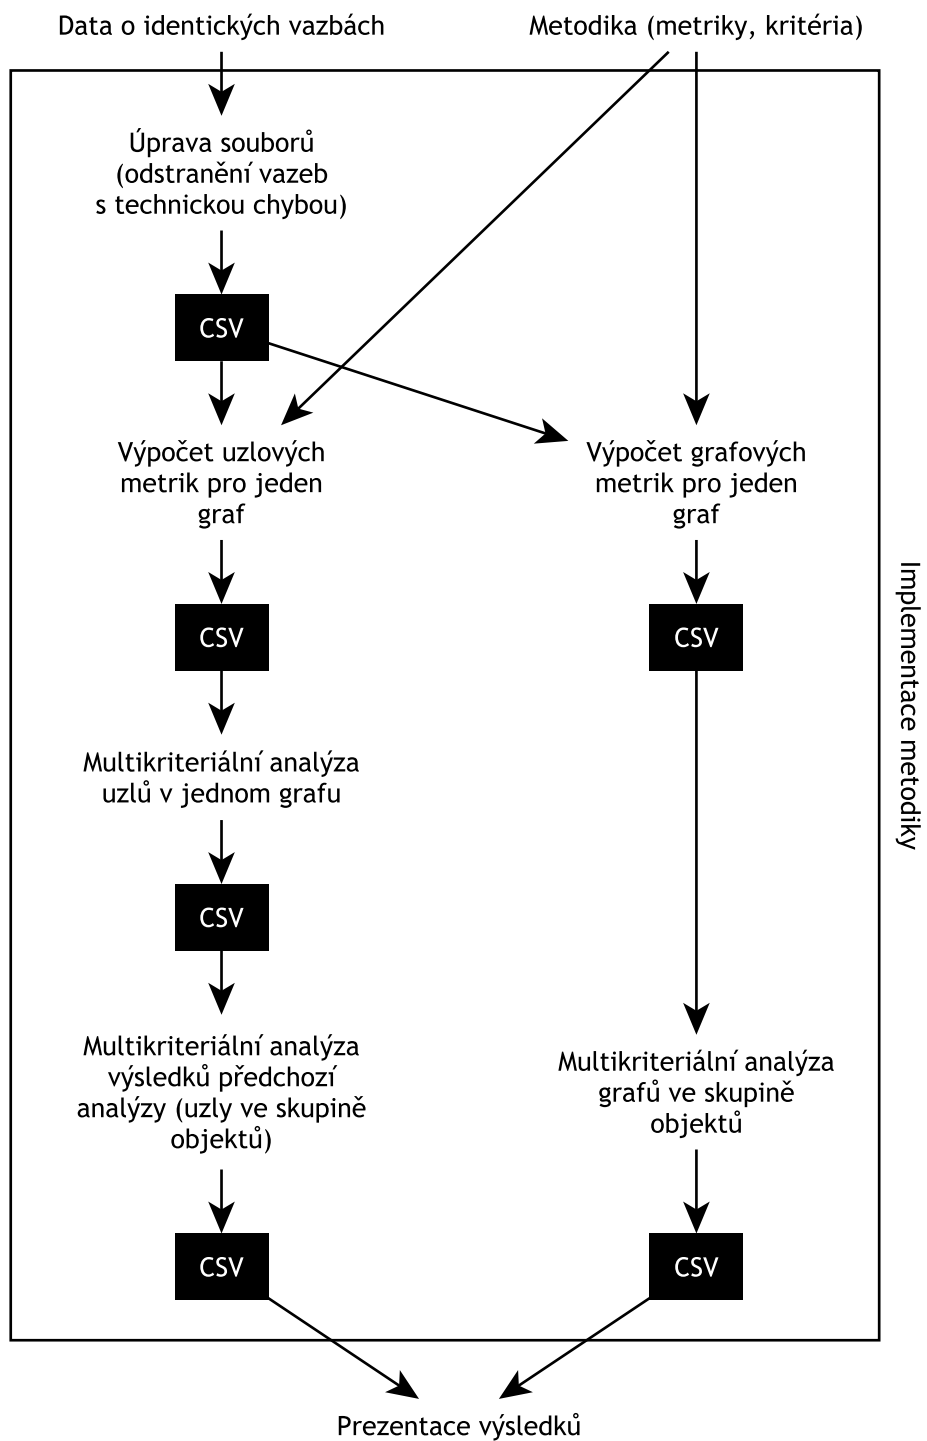 Data o identických vazbách
Metodika (metriky, kritéria)
Úprava souborů
(odstranění vazeb
s technickou chybou)
CSV
Výpočet uzlových
metrik pro jeden
graf
Výpočet grafových
metrik pro jeden
graf
CSV
CSV
Implementace metodiky
Multikriteriální analýza
uzlů v jednom grafu
CSV
Multikriteriální analýza
výsledků předchozí
analýzy (uzly ve skupině
objektů)
Multikriteriální analýza
grafů ve skupině
objektů
CSV
CSV
Prezentace výsledků